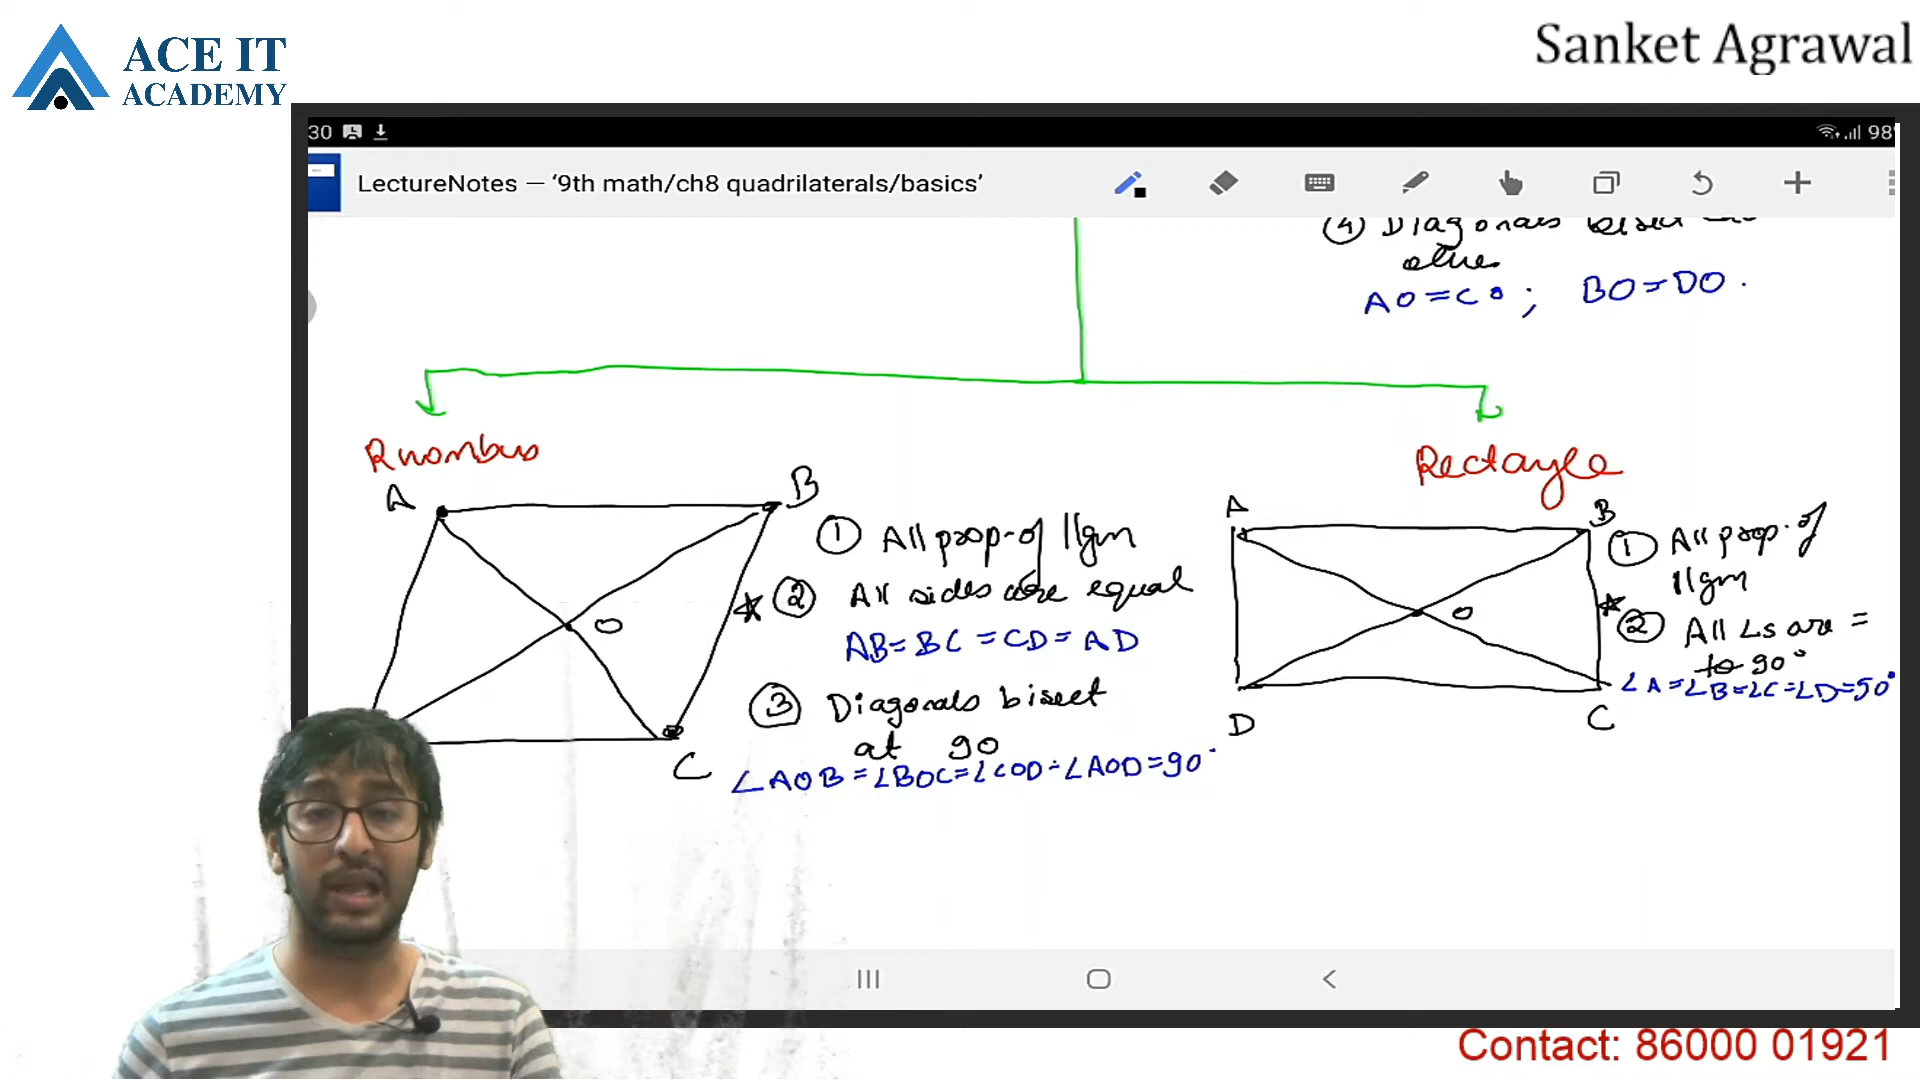 ACE IT
ACADEMY
Sanket Agrawal
30
98
LectureNotes — ‘9th math/ch8 quadrilaterals/basics’
④ Diagonals bisect
other
AO = CO ; BO = DO .
Rhombus
Rectangle
A
B
O
C
① All prop. of ||gm
② All sides are equal
AB = BC = CD = AD
③ Diagonals bisect
at 90
∠AOB = ∠BOC = ∠COD = ∠AOD = 90°
A
B
O
D
C
① All prop. of
||gm
② All ∠s are =
to 90°
∠A = ∠B = ∠C = ∠D = 90°
Contact: 86000 01921